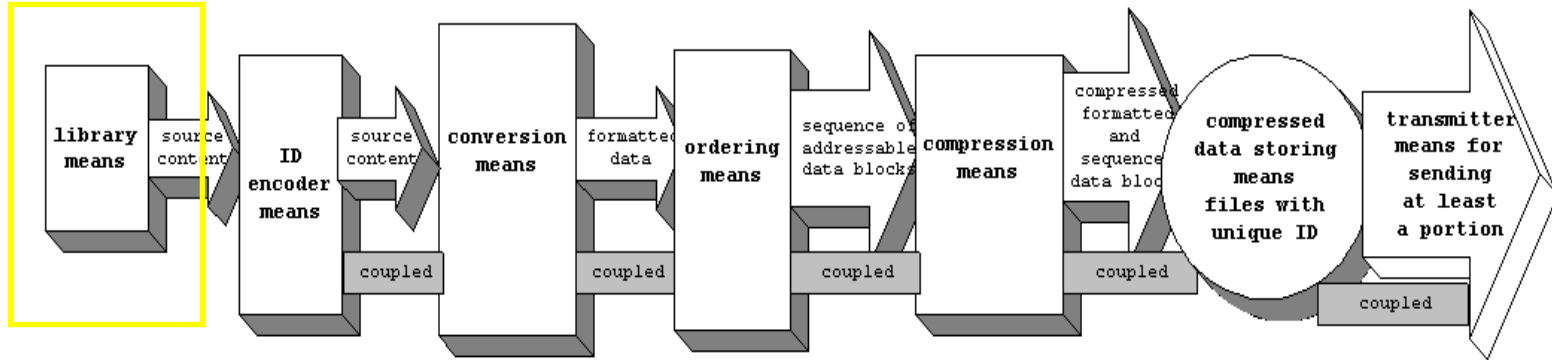 library
means
source
content
ID
encoder
means
source
content
coupled
conversion
means
formatted
data
coupled
ordering
means
sequence of
addressable
data blocks
coupled
compression
means
compressed
formatted
and
sequence
data bloc
coupled
compressed
data storing
means
files with
unique ID
transmitter
means for
sending
at least
a portion
coupled